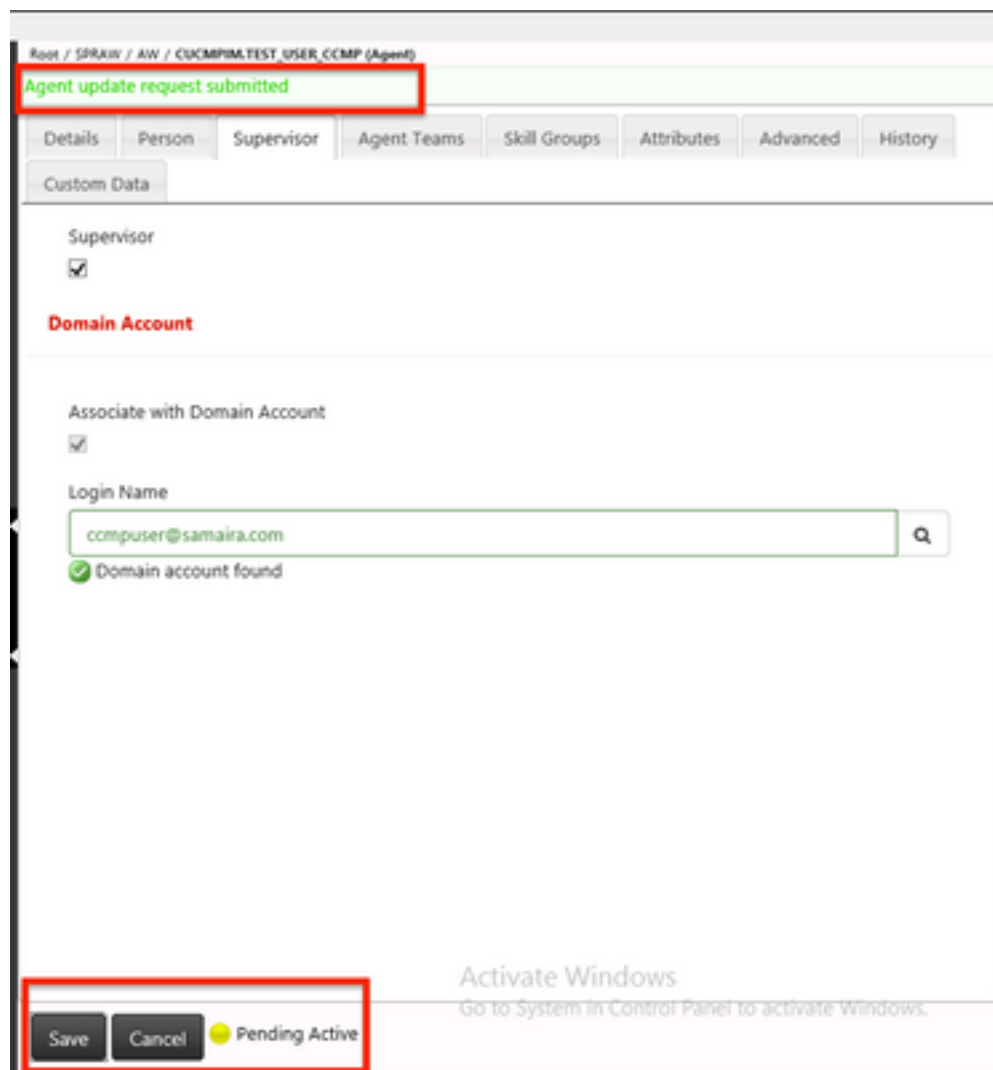 Root / SPRAW / AW / CUCMPIM.TEST_USER_CCMP (Agent)
Agent update request submitted
Details Person Supervisor Agent Teams Skill Groups Attributes Advanced History
Custom Data
Supervisor
Domain Account
Associate with Domain Account
Login Name
ccmpuser@samaira.com
Domain account found
Activate Windows
Go to System in Control Panel to activate Windows.
Save Cancel Pending Active